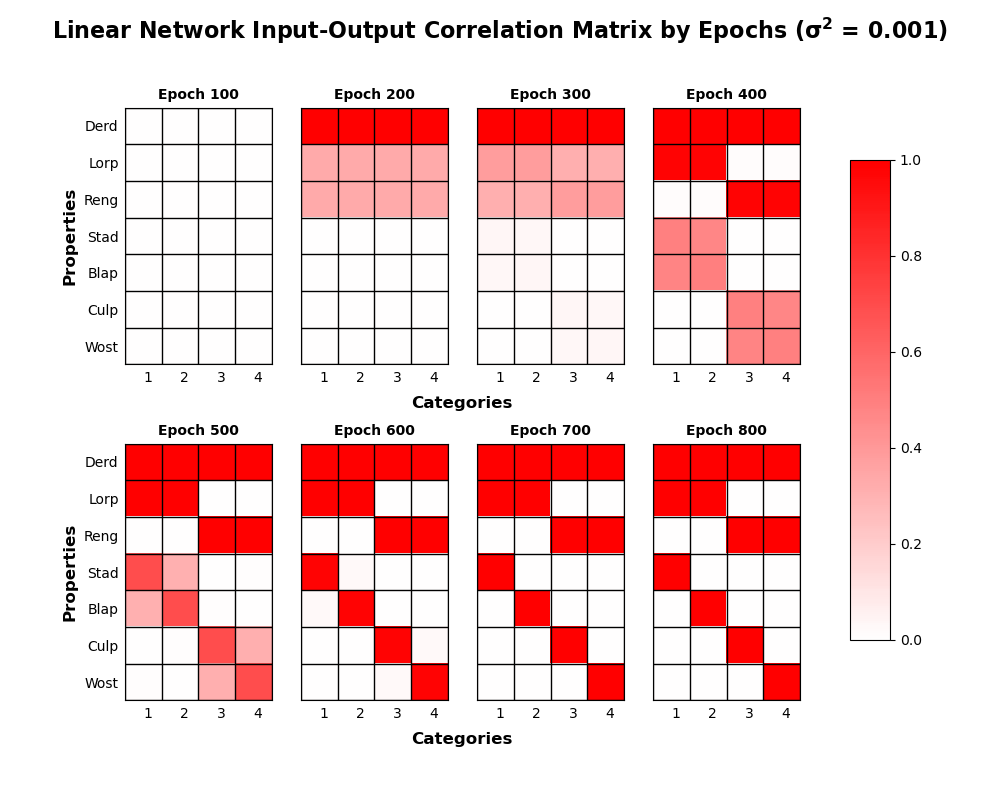 Linear Network Input-Output Correlation Matrix by Epochs (σ² = 0.001)
Epoch 100 Epoch 200 Epoch 300 Epoch 400
Properties
Derd
Lorp
Reng
Stad
Blap
Culp
Wost
1 2 3 4 1 2 3 4 1 2 3 4 1 2 3 4
Categories
Epoch 500 Epoch 600 Epoch 700 Epoch 800
Properties
Derd
Lorp
Reng
Stad
Blap
Culp
Wost
1 2 3 4 1 2 3 4 1 2 3 4 1 2 3 4
Categories
1.0
0.8
0.6
0.4
0.2
0.0